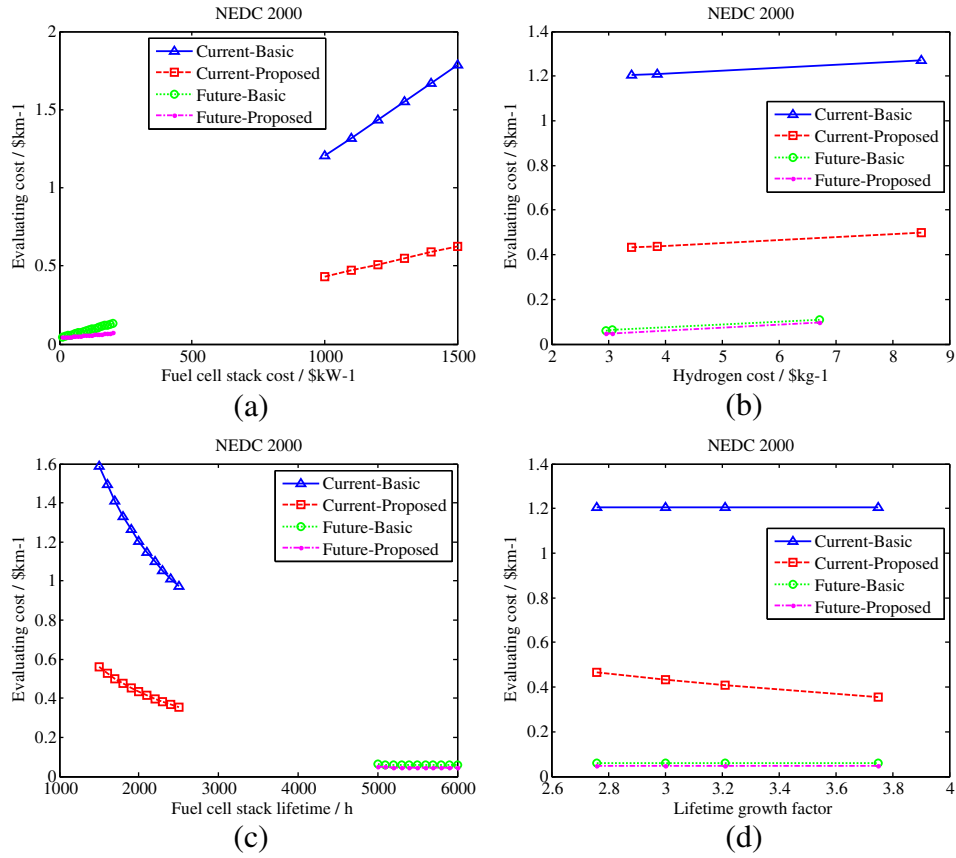 NEDC 2000
2
1.5
1
0.5
0
0
500
1000
1500
Evaluating cost / $km-1
Fuel cell stack cost / $kW-1
Current-Basic
Current-Proposed
Future-Basic
Future-Proposed
(a)
NEDC 2000
1.4
1.2
1
0.8
0.6
0.4
0.2
0
2
3
4
5
6
7
8
9
Evaluating cost / $km-1
Hydrogen cost / $kg-1
Current-Basic
Current-Proposed
Future-Basic
Future-Proposed
(b)
NEDC 2000
1.6
1.4
1.2
1
0.8
0.6
0.4
0.2
0
1000
2000
3000
4000
5000
6000
Evaluating cost / $km-1
Fuel cell stack lifetime / h
Current-Basic
Current-Proposed
Future-Basic
Future-Proposed
(c)
NEDC 2000
1.4
1.2
1
0.8
0.6
0.4
0.2
0
2.6
2.8
3
3.2
3.4
3.6
3.8
4
Evaluating cost / $km-1
Lifetime growth factor
Current-Basic
Current-Proposed
Future-Basic
Future-Proposed
(d)